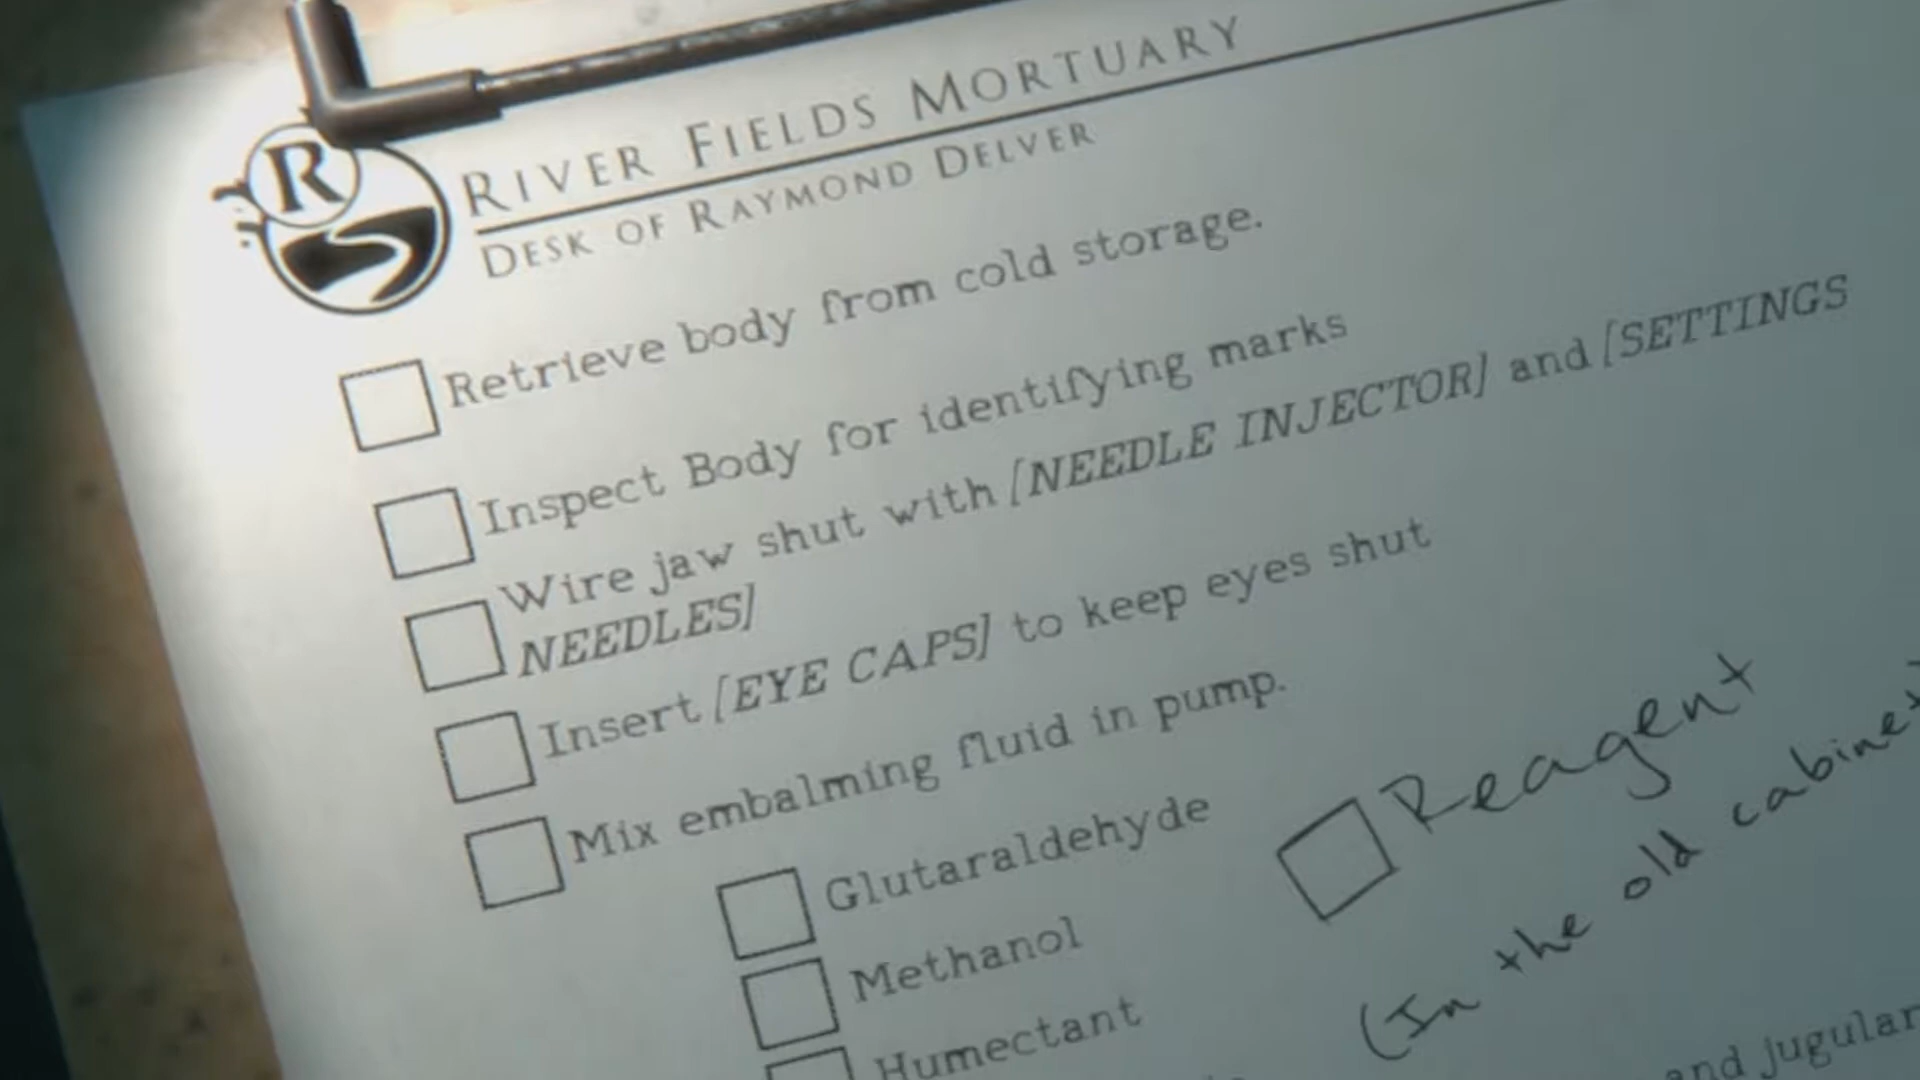 R
RIVER FIELDS MORTUARY
DESK OF RAYMOND DELVER
Retrieve body from cold storage.
Inspect Body for identifying marks
Wire jaw shut with [NEEDLE INJECTOR] and [SETTINGS
NEEDLES]
Insert [EYE CAPS] to keep eyes shut
Mix embalming fluid in pump.
Glutaraldehyde
Reagent
(In the old cabinet
Methanol
Humectant
and jugular